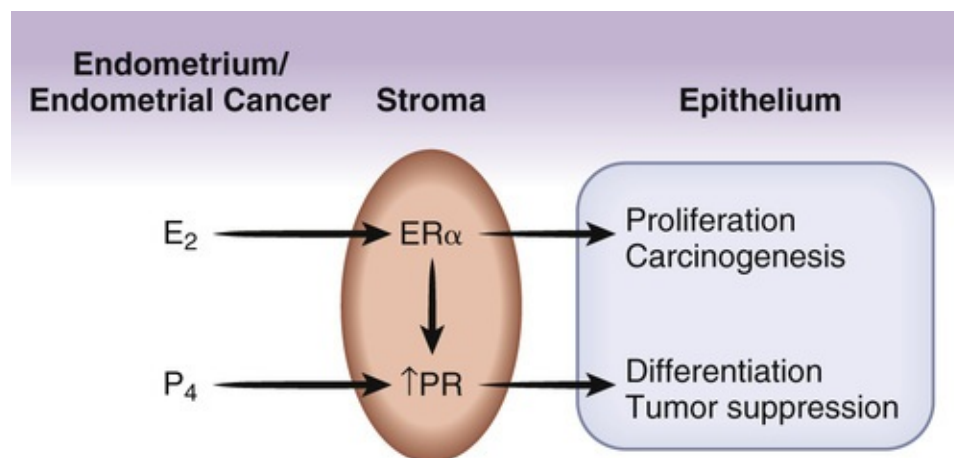 Endometrium/
Endometrial Cancer
Stroma
Epithelium
E₂
ERα
Proliferation
Carcinogenesis
P₄
↑PR
Differentiation
Tumor suppression